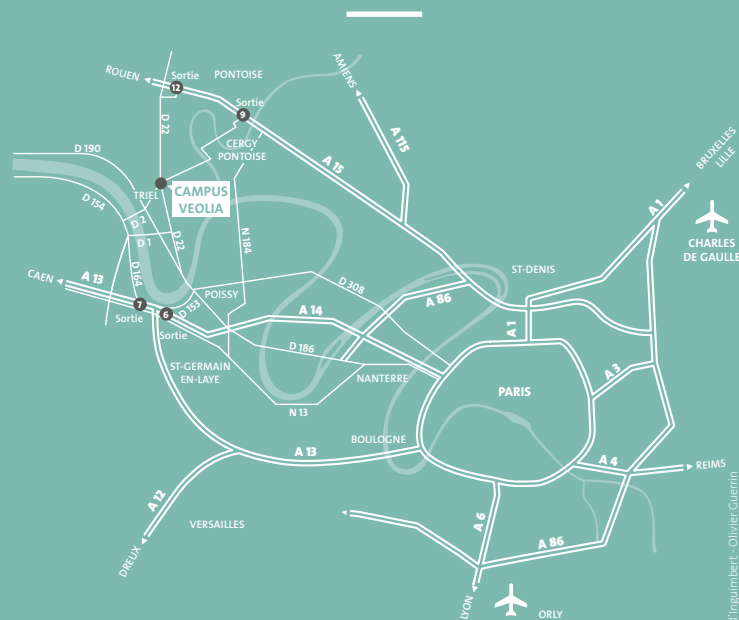 AMIENS
ROUEN
Sortie
PONTOISE
12
Sortie
9
D 22
A 115
CERGY
PONTOISE
D 190
A 15
BRUXELLES
LILLE
TRIEL
CAMPUS
VEOLIA
D 154
A 1
D 2
D 1
D 22
N 184
CHARLES
DE GAULLE
ST-DENIS
CAEN
A 13
D 164
D 308
POISSY
A 86
7
6
D 153
A 14
Sortie
Sortie
A 1
D 186
ST-GERMAIN
EN-LAYE
NANTERRE
A 3
PARIS
N 13
BOULOGNE
A 13
A 4
REIMS
A 12
VERSAILLES
A 6
A 86
DREUX
LYON
ORLY
d'Inguimbert - Olivier Guerrin